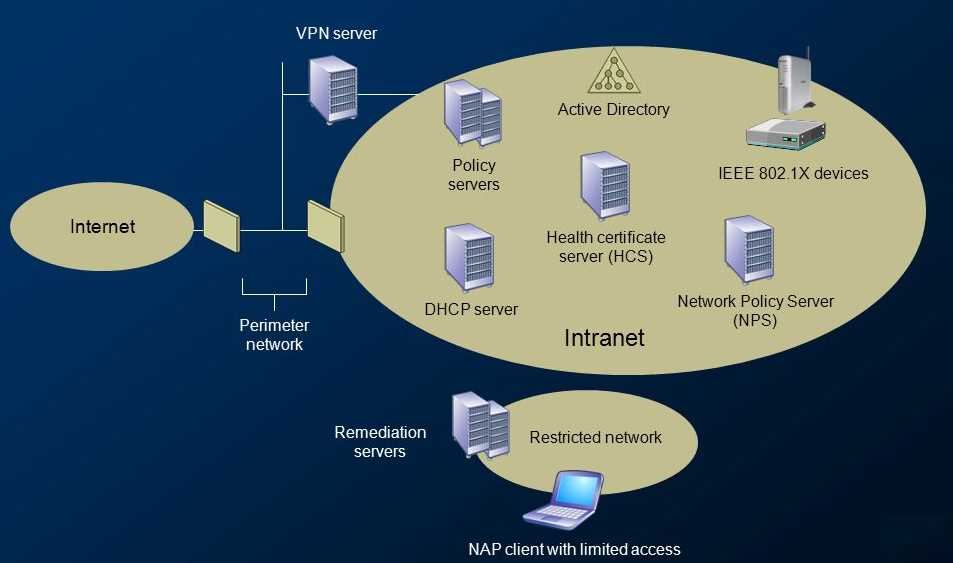 VPN server
Active Directory
Policy
servers
IEEE 802.1X devices
Internet
Health certificate
server (HCS)
DHCP server
Network Policy Server
(NPS)
Perimeter
network
Intranet
Remediation
servers
Restricted network
NAP client with limited access